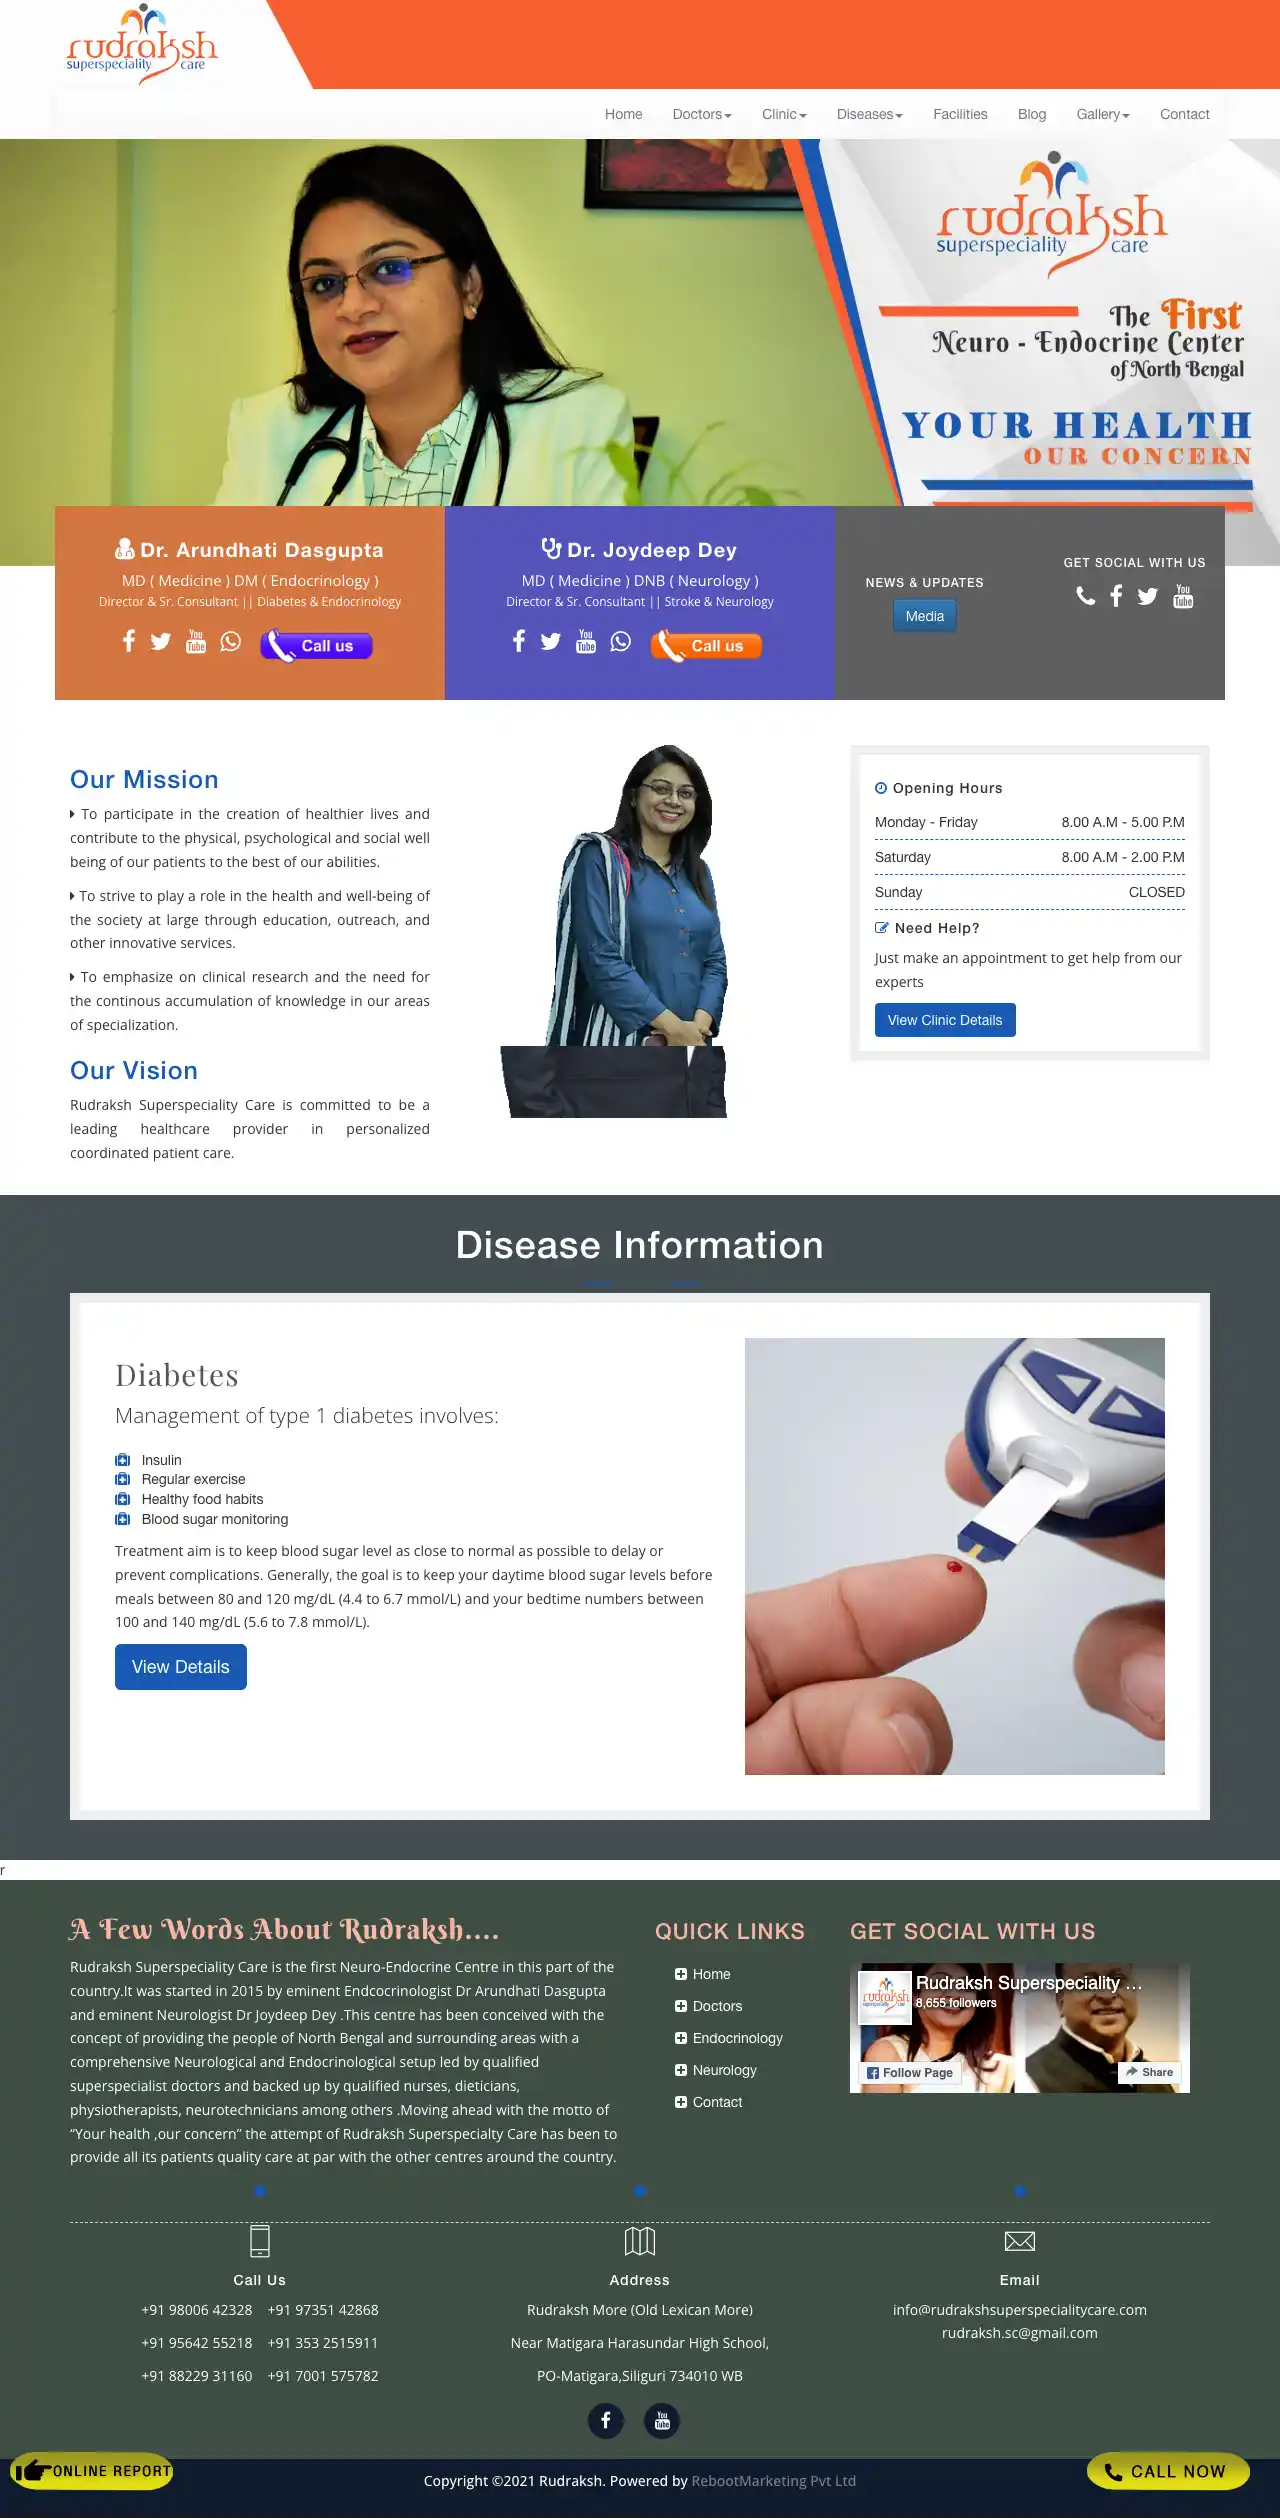 rudraksh
superspeciality care
Home Doctors Clinic Diseases Facilities Blog Gallery Contact
rudraksh
superspeciality care
The First
Neuro - Endocrine Center
of North Bengal
YOUR HEALTH
OUR CONCERN
Dr. Arundhati Dasgupta
MD ( Medicine ) DM ( Endocrinology )
Director & Sr. Consultant || Diabetes & Endocrinology
You Tube
Call us
Dr. Joydeep Dey
MD ( Medicine ) DNB ( Neurology )
Director & Sr. Consultant || Stroke & Neurology
You Tube
Call us
NEWS & UPDATES
Media
GET SOCIAL WITH US
You Tube
Our Mission
To participate in the creation of healthier lives and
contribute to the physical, psychological and social well
being of our patients to the best of our abilities.
To strive to play a role in the health and well-being of
the society at large through education, outreach, and
other innovative services.
To emphasize on clinical research and the need for
the continous accumulation of knowledge in our areas
of specialization.
Our Vision
Rudraksh Superspeciality Care is committed to be a
leading healthcare provider in personalized
coordinated patient care.
Opening Hours
Monday - Friday 8.00 A.M - 5.00 P.M
Saturday 8.00 A.M - 2.00 P.M
Sunday CLOSED
Need Help?
Just make an appointment to get help from our
experts
View Clinic Details
Disease Information
Diabetes
Management of type 1 diabetes involves:
Insulin
Regular exercise
Healthy food habits
Blood sugar monitoring
Treatment aim is to keep blood sugar level as close to normal as possible to delay or
prevent complications. Generally, the goal is to keep your daytime blood sugar levels before
meals between 80 and 120 mg/dL (4.4 to 6.7 mmol/L) and your bedtime numbers between
100 and 140 mg/dL (5.6 to 7.8 mmol/L).
View Details
r
A Few Words About Rudraksh....
Rudraksh Superspeciality Care is the first Neuro-Endocrine Centre in this part of the
country.It was started in 2015 by eminent Endcocrinologist Dr Arundhati Dasgupta
and eminent Neurologist Dr Joydeep Dey .This centre has been conceived with the
concept of providing the people of North Bengal and surrounding areas with a
comprehensive Neurological and Endocrinological setup led by qualified
superspecialist doctors and backed up by qualified nurses, dieticians,
physiotherapists, neurotechnicians among others .Moving ahead with the motto of
“Your health ,our concern” the attempt of Rudraksh Superspecialty Care has been to
provide all its patients quality care at par with the other centres around the country.
QUICK LINKS
Home
Doctors
Endocrinology
Neurology
Contact
GET SOCIAL WITH US
rudraksh
superspeciality care
Rudraksh Superspeciality ...
8,655 followers
Follow Page
Share
Call Us
+91 98006 42328 +91 97351 42868
+91 95642 55218 +91 353 2515911
+91 88229 31160 +91 7001 575782
Address
Rudraksh More (Old Lexican More)
Near Matigara Harasundar High School,
PO-Matigara,Siliguri 734010 WB
Email
info@rudrakshsuperspecialitycare.com
rudraksh.sc@gmail.com
You Tube
ONLINE REPORT
Copyright ©2021 Rudraksh. Powered by RebootMarketing Pvt Ltd
CALL NOW